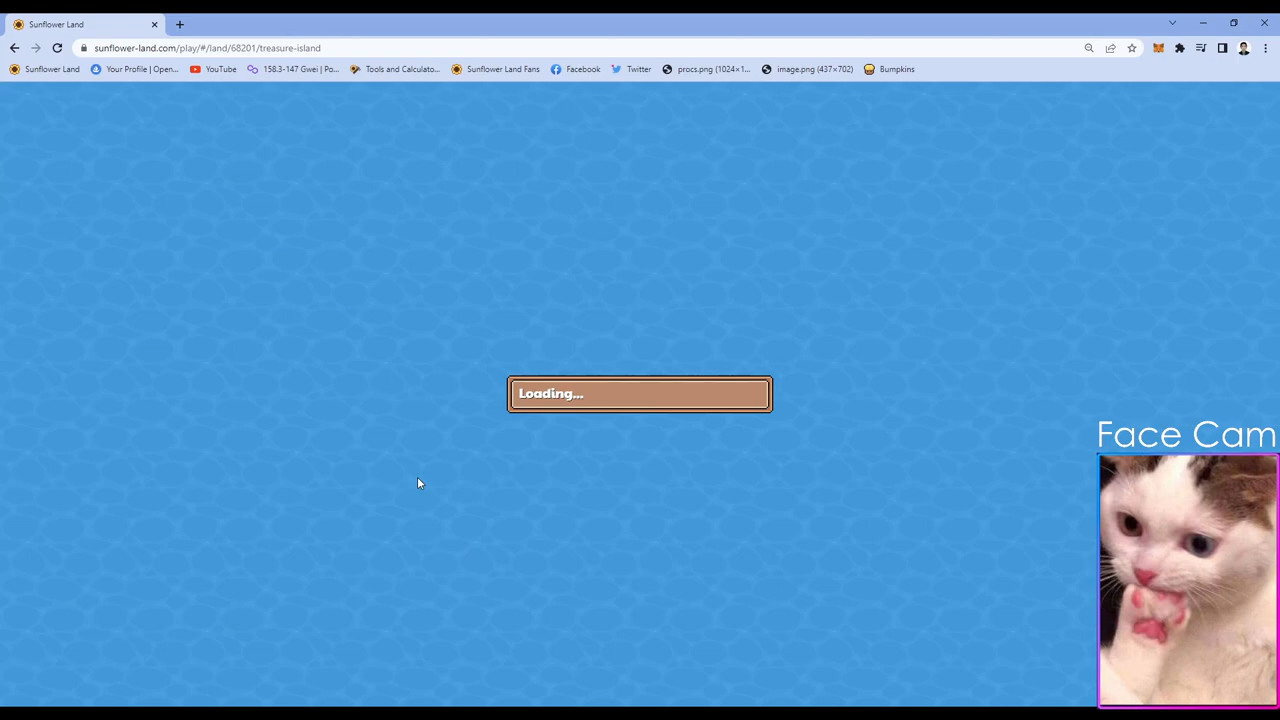 Sunflower Land
sunflower-land.com/play/#/land/68201/treasure-island
Sunflower Land
Your Profile | Open...
YouTube
158.3-147 Gwei | Po...
Tools and Calculato...
Sunflower Land Fans
Facebook
Twitter
procs.png (1024×1...
image.png (437×702)
Bumpkins
Loading...
Face Cam